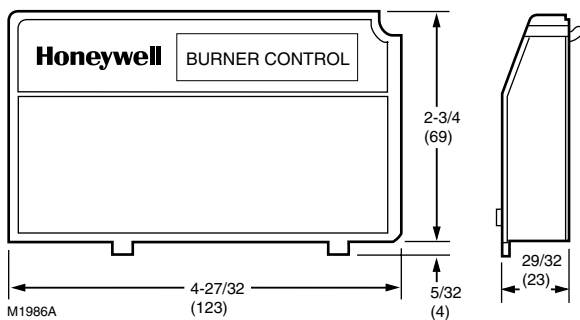 Honeywell
BURNER CONTROL
2-3/4
(69)
4-27/32
(123)
5/32
(4)
29/32
(23)
M1986A